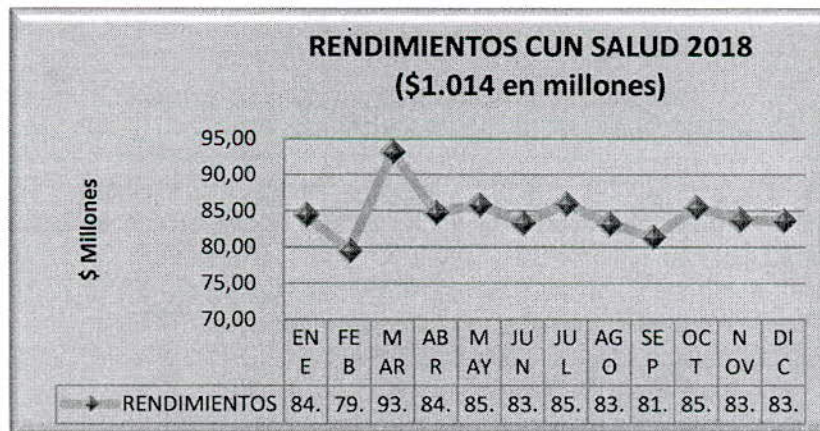 RENDIMIENTOS CUN SALUD 2018
($1.014 en millones)
$ Millones
95,00
90,00
85,00
80,00
75,00
70,00
EN FE M AB M JU JU AG SE OC N DI
E B AR R AY N L O P T OV C
RENDIMIENTOS 84. 79. 93. 84. 85. 83. 85. 83. 81. 85. 83. 83.